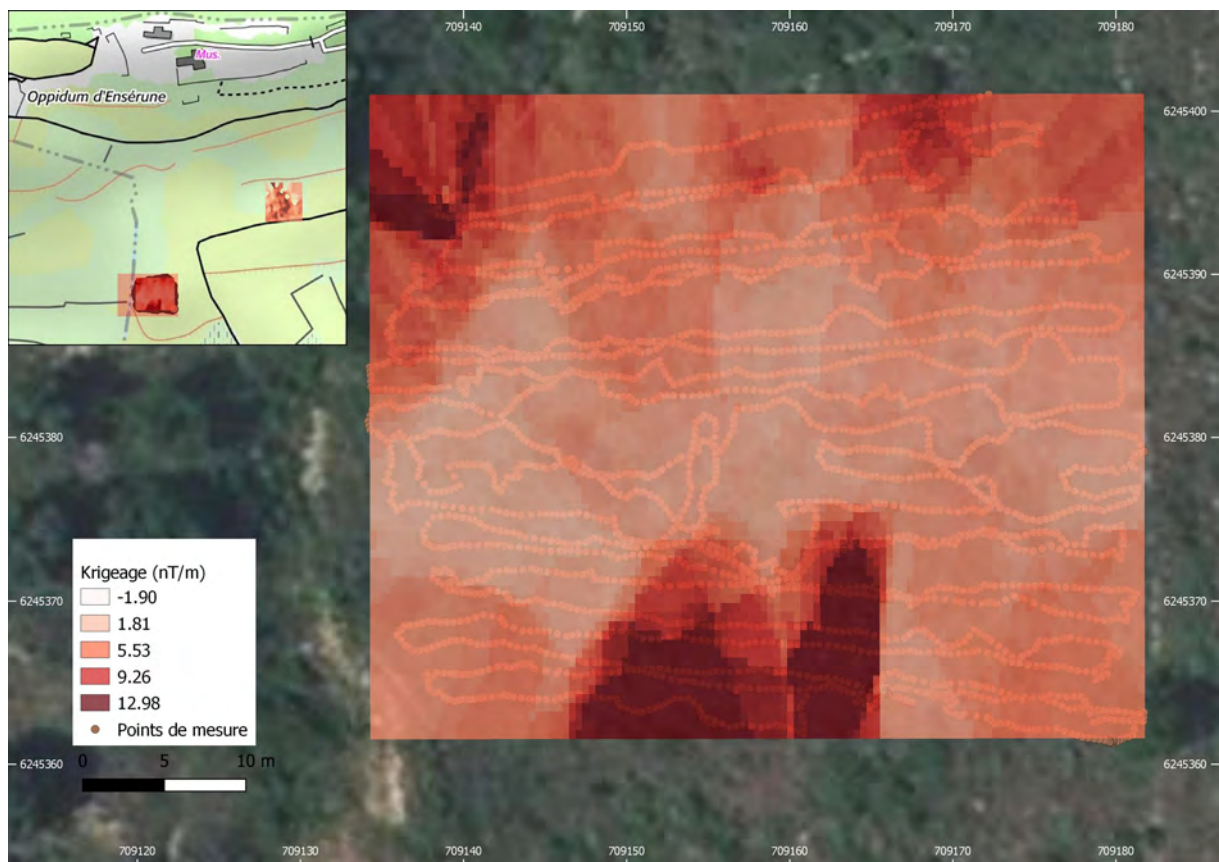 709140 709150 709160 709170 709180
Mus.
Oppidum d'Ensérune
6245400
6245390
6245380 6245380
6245370 6245370
6245360 6245360
Krigeage (nT/m)
-1.90
1.81
5.53
9.26
12.98
Points de mesure
0 5 10 m
709120 709130 709140 709150 709160 709170 709180